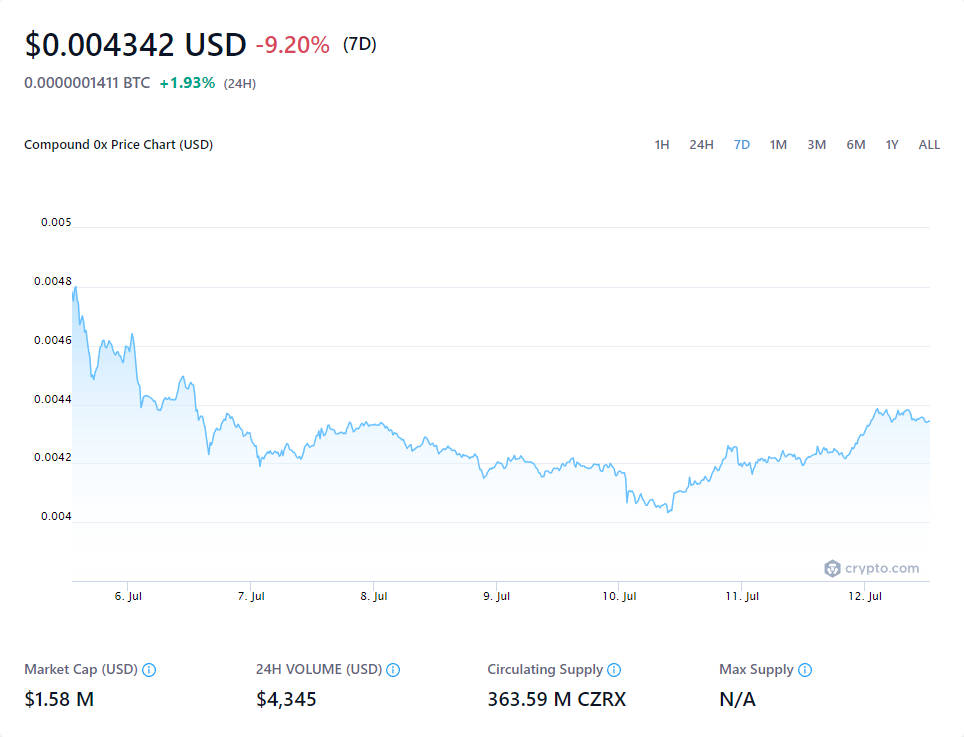 $0.004342 USD -9.20% (7D)
0.0000001411 BTC +1.93% (24H)
Compound 0x Price Chart (USD) 1H 24H 7D 1M 3M 6M 1Y ALL
0.005
0.0048
0.0046
0.0044
0.0042
0.004
crypto.com
6. Jul 7. Jul 8. Jul 9. Jul 10. Jul 11. Jul 12. Jul
Market Cap (USD) 24H VOLUME (USD) Circulating Supply Max Supply
$1.58 M $4,345 363.59 M CZRX N/A